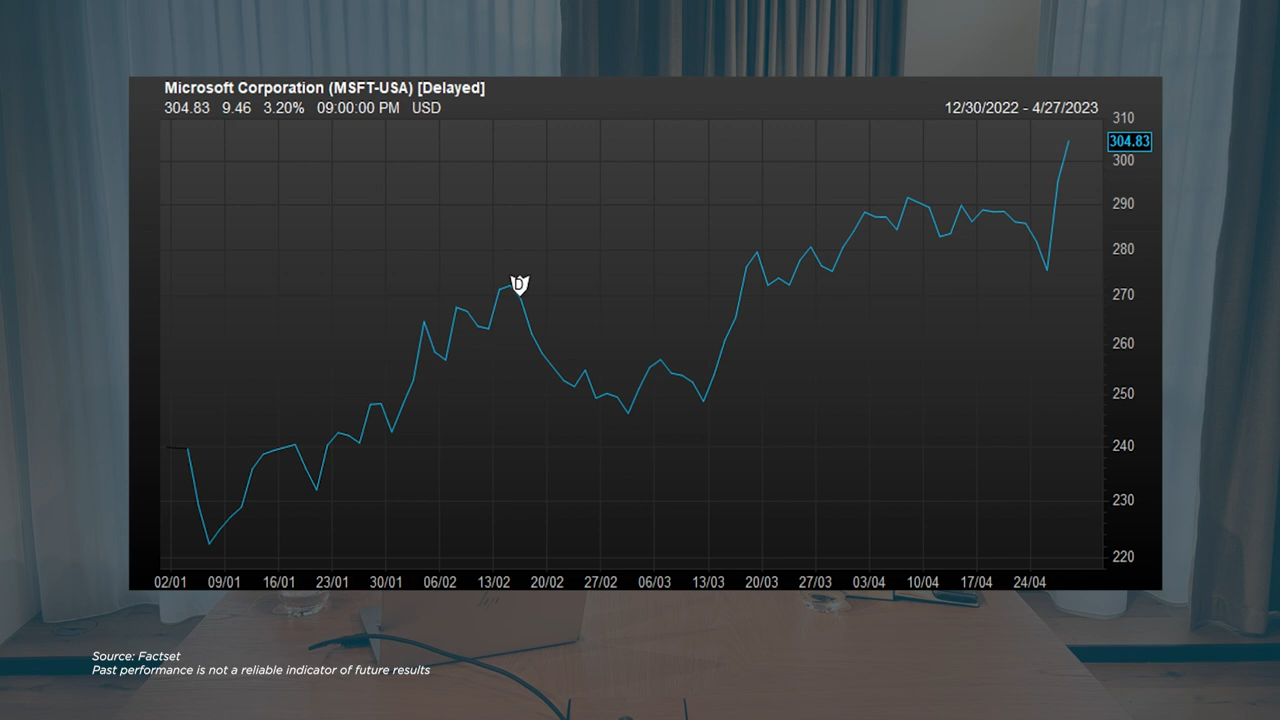 Microsoft Corporation (MSFT-USA) [Delayed]
304.83 9.46 3.20% 09:00:00 PM USD
12/30/2022 - 4/27/2023
310
304.83
300
290
280
270
260
250
240
230
220
D
02/01 09/01 16/01 23/01 30/01 06/02 13/02 20/02 27/02 06/03 13/03 20/03 27/03 03/04 10/04 17/04 24/04
Source: Factset
Past performance is not a reliable indicator of future results